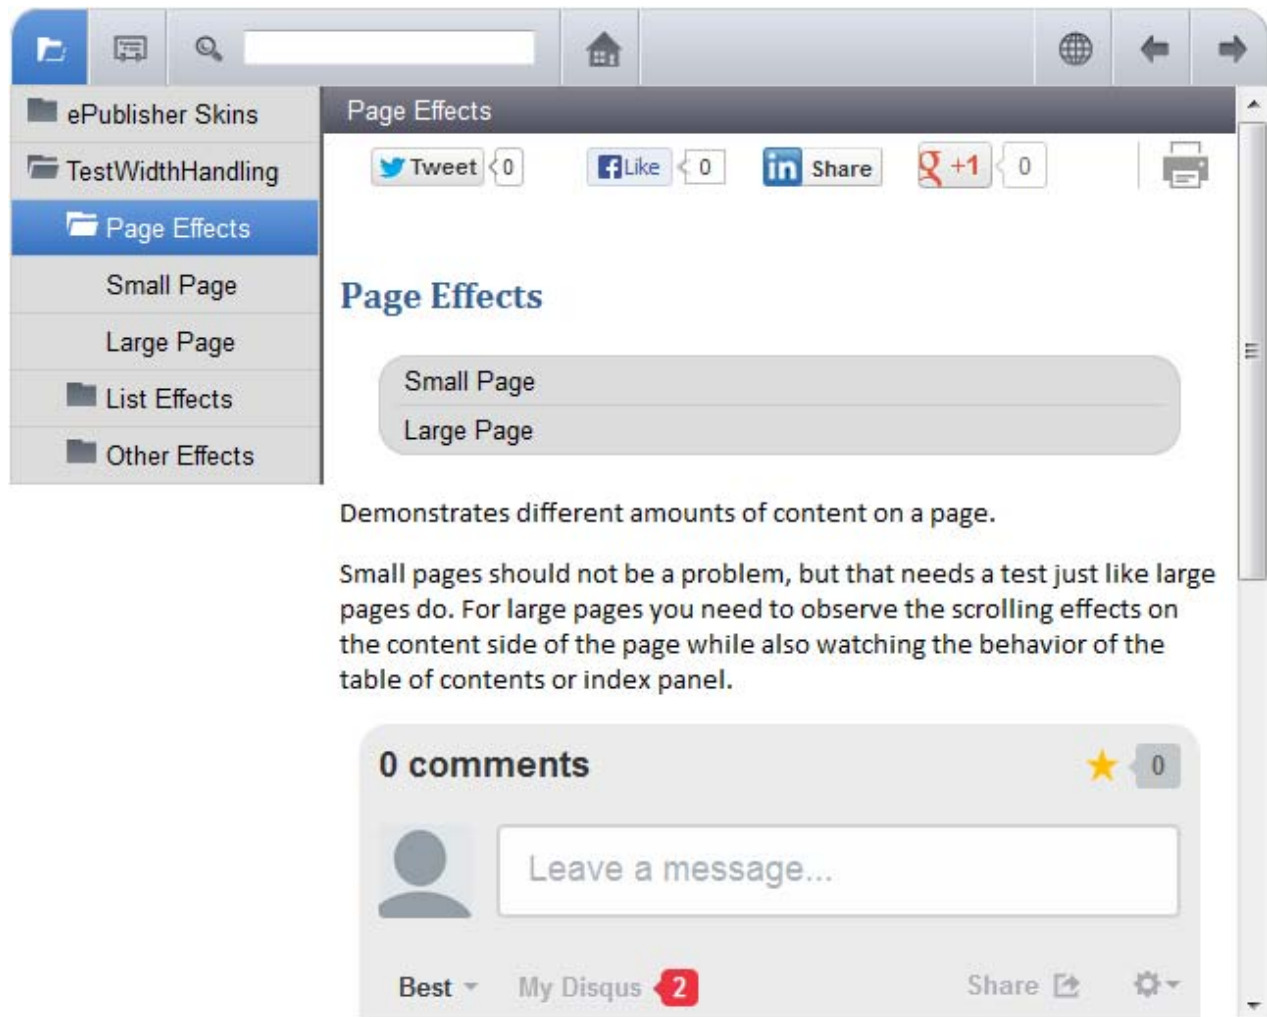 ePublisher Skins
TestWidthHandling
Page Effects
Small Page
Large Page
List Effects
Other Effects
Page Effects
Tweet 0
Like 0
in Share
g +1 0
Page Effects
Small Page
Large Page
Demonstrates different amounts of content on a page.
Small pages should not be a problem, but that needs a test just like large
pages do. For large pages you need to observe the scrolling effects on
the content side of the page while also watching the behavior of the
table of contents or index panel.
0 comments
0
Leave a message...
Best My Disqus 2 Share